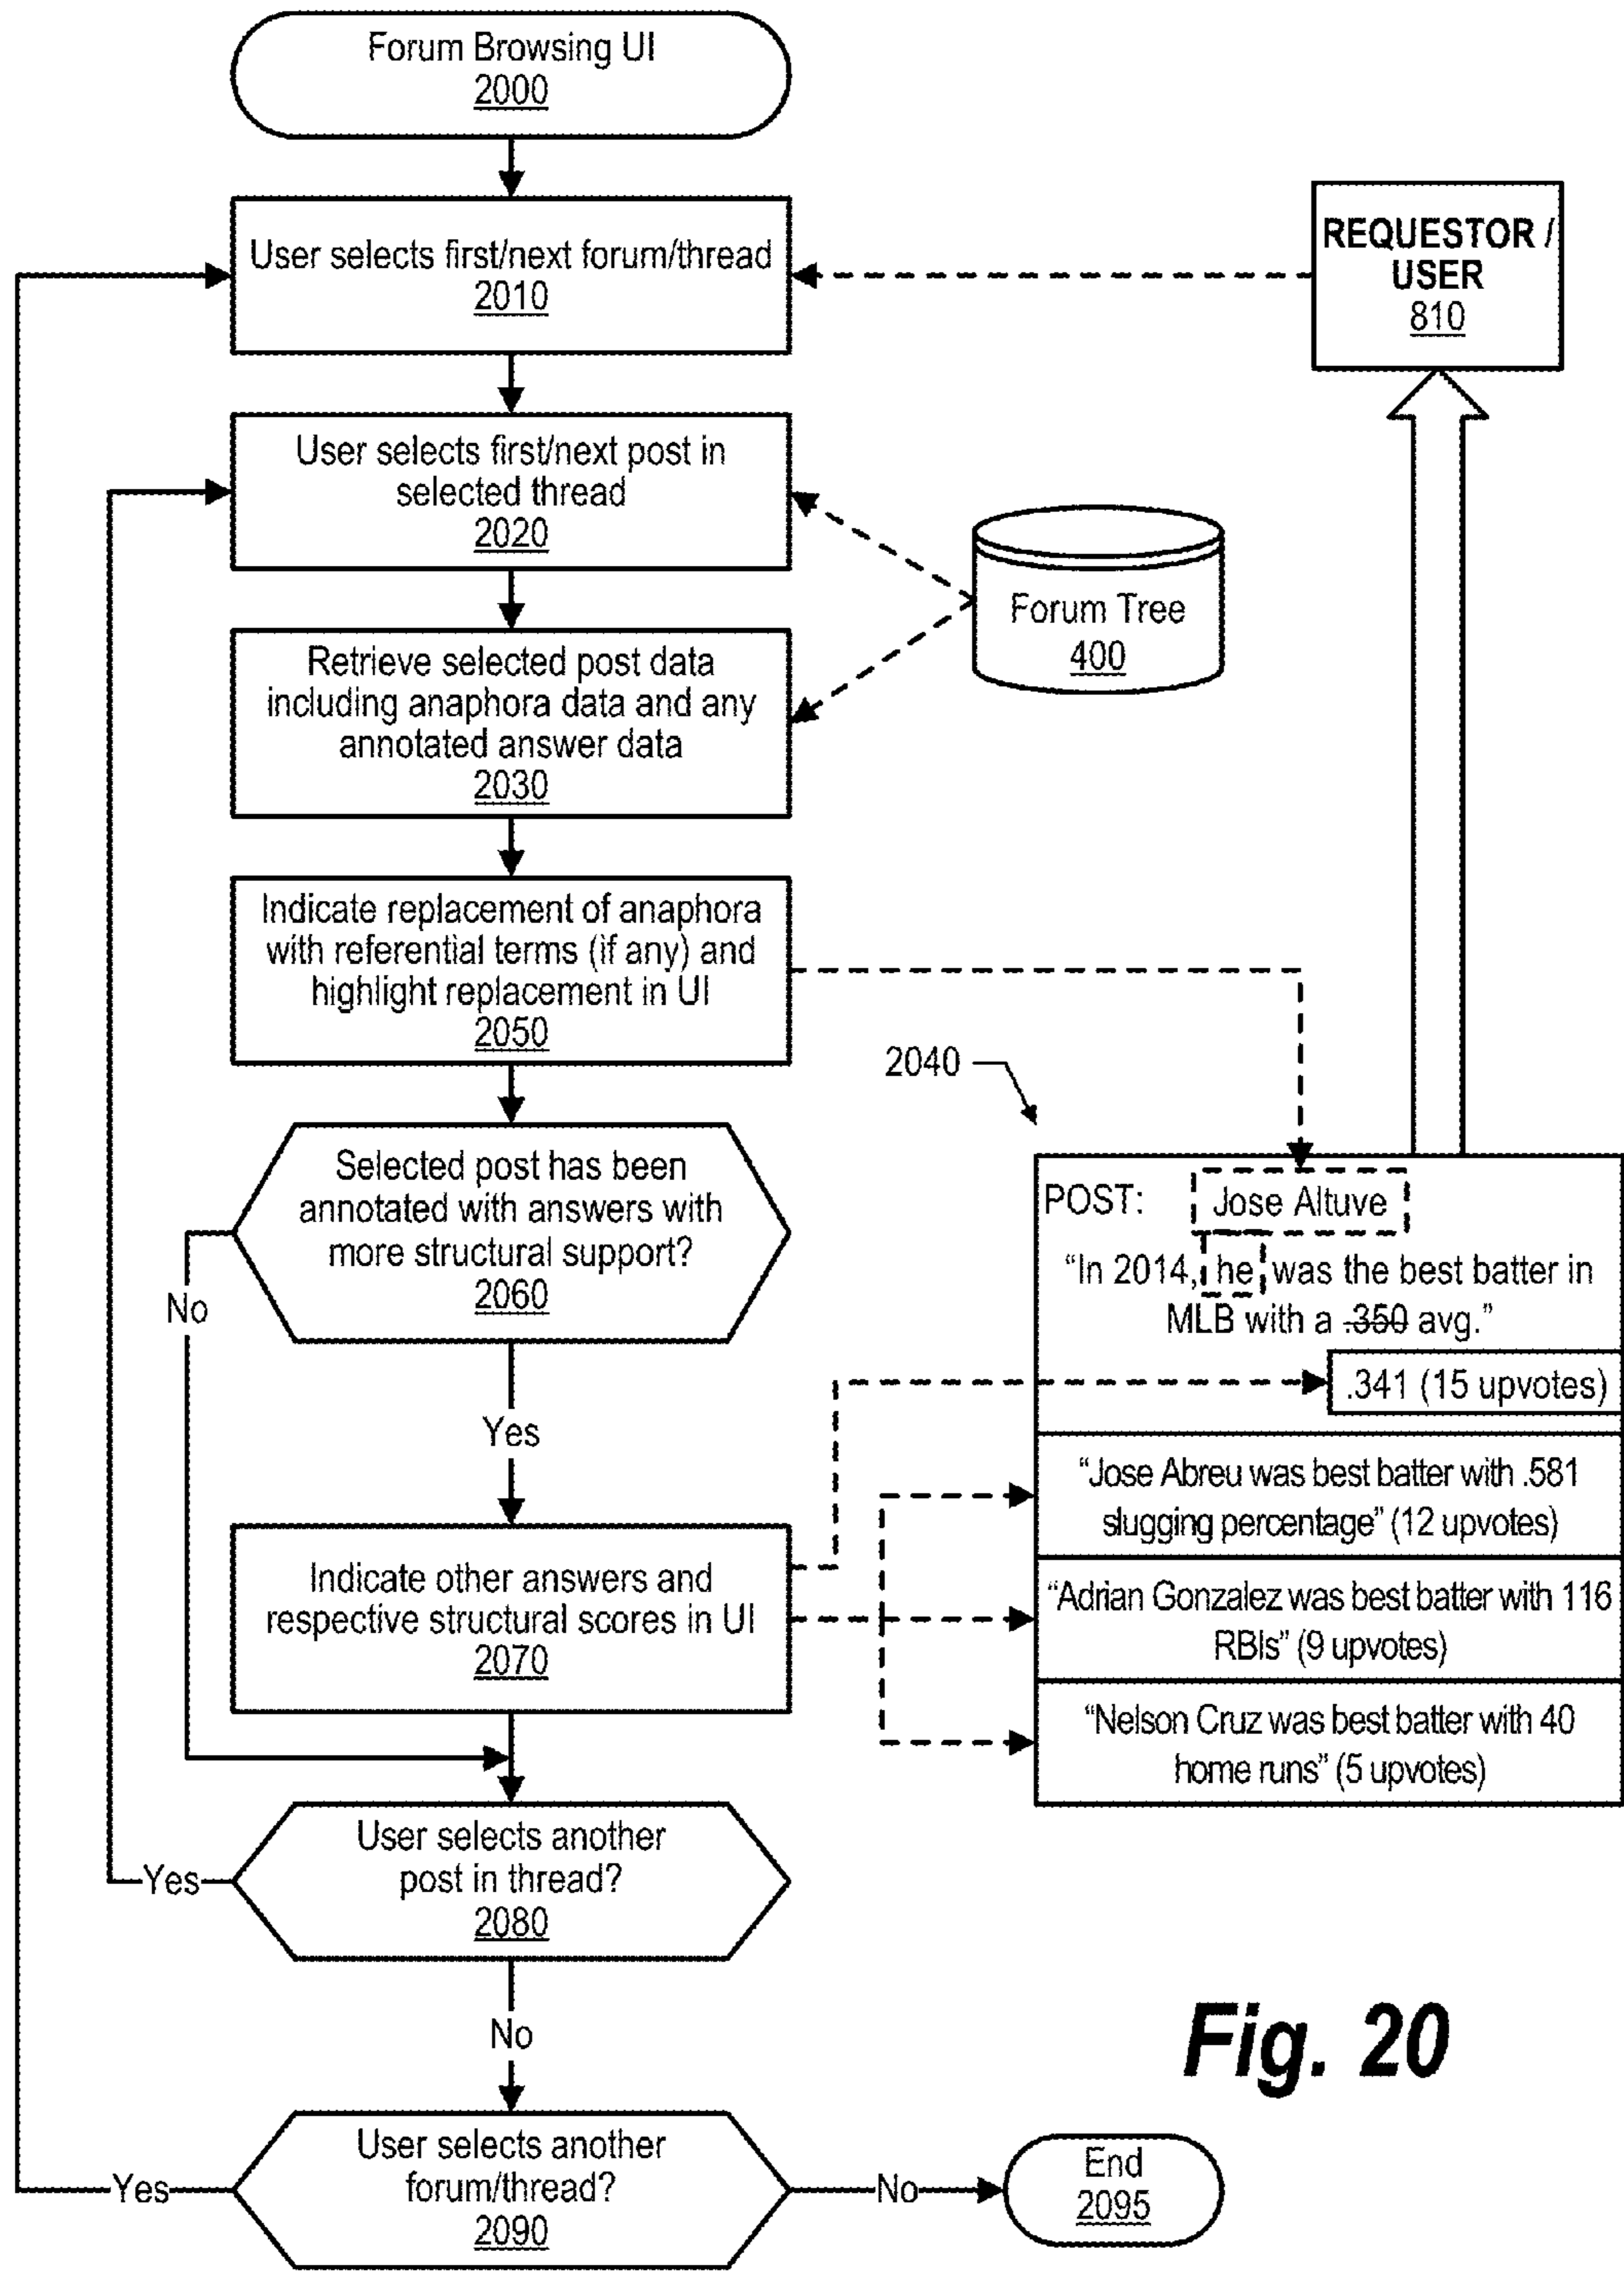 Forum Browsing UI
2000
User selects first/next forum/thread
2010
REQUESTOR /
USER
810
User selects first/next post in
selected thread
2020
Forum Tree
400
Retrieve selected post data
including anaphora data and any
annotated answer data
2030
Indicate replacement of anaphora
with referential terms (if any) and
highlight replacement in UI
2050
2040
Selected post has been
annotated with answers with
more structural support?
2060
No
Yes
POST:
Jose Altuve
“In 2014, he was the best batter in
MLB with a .350 avg.”
.341 (15 upvotes)
“Jose Abreu was best batter with .581
slugging percentage” (12 upvotes)
“Adrian Gonzalez was best batter with 116
RBIs” (9 upvotes)
“Nelson Cruz was best batter with 40
home runs” (5 upvotes)
Indicate other answers and
respective structural scores in UI
2070
User selects another
post in thread?
2080
Yes
No
User selects another
forum/thread?
2090
Yes
No
End
2095
Fig. 20